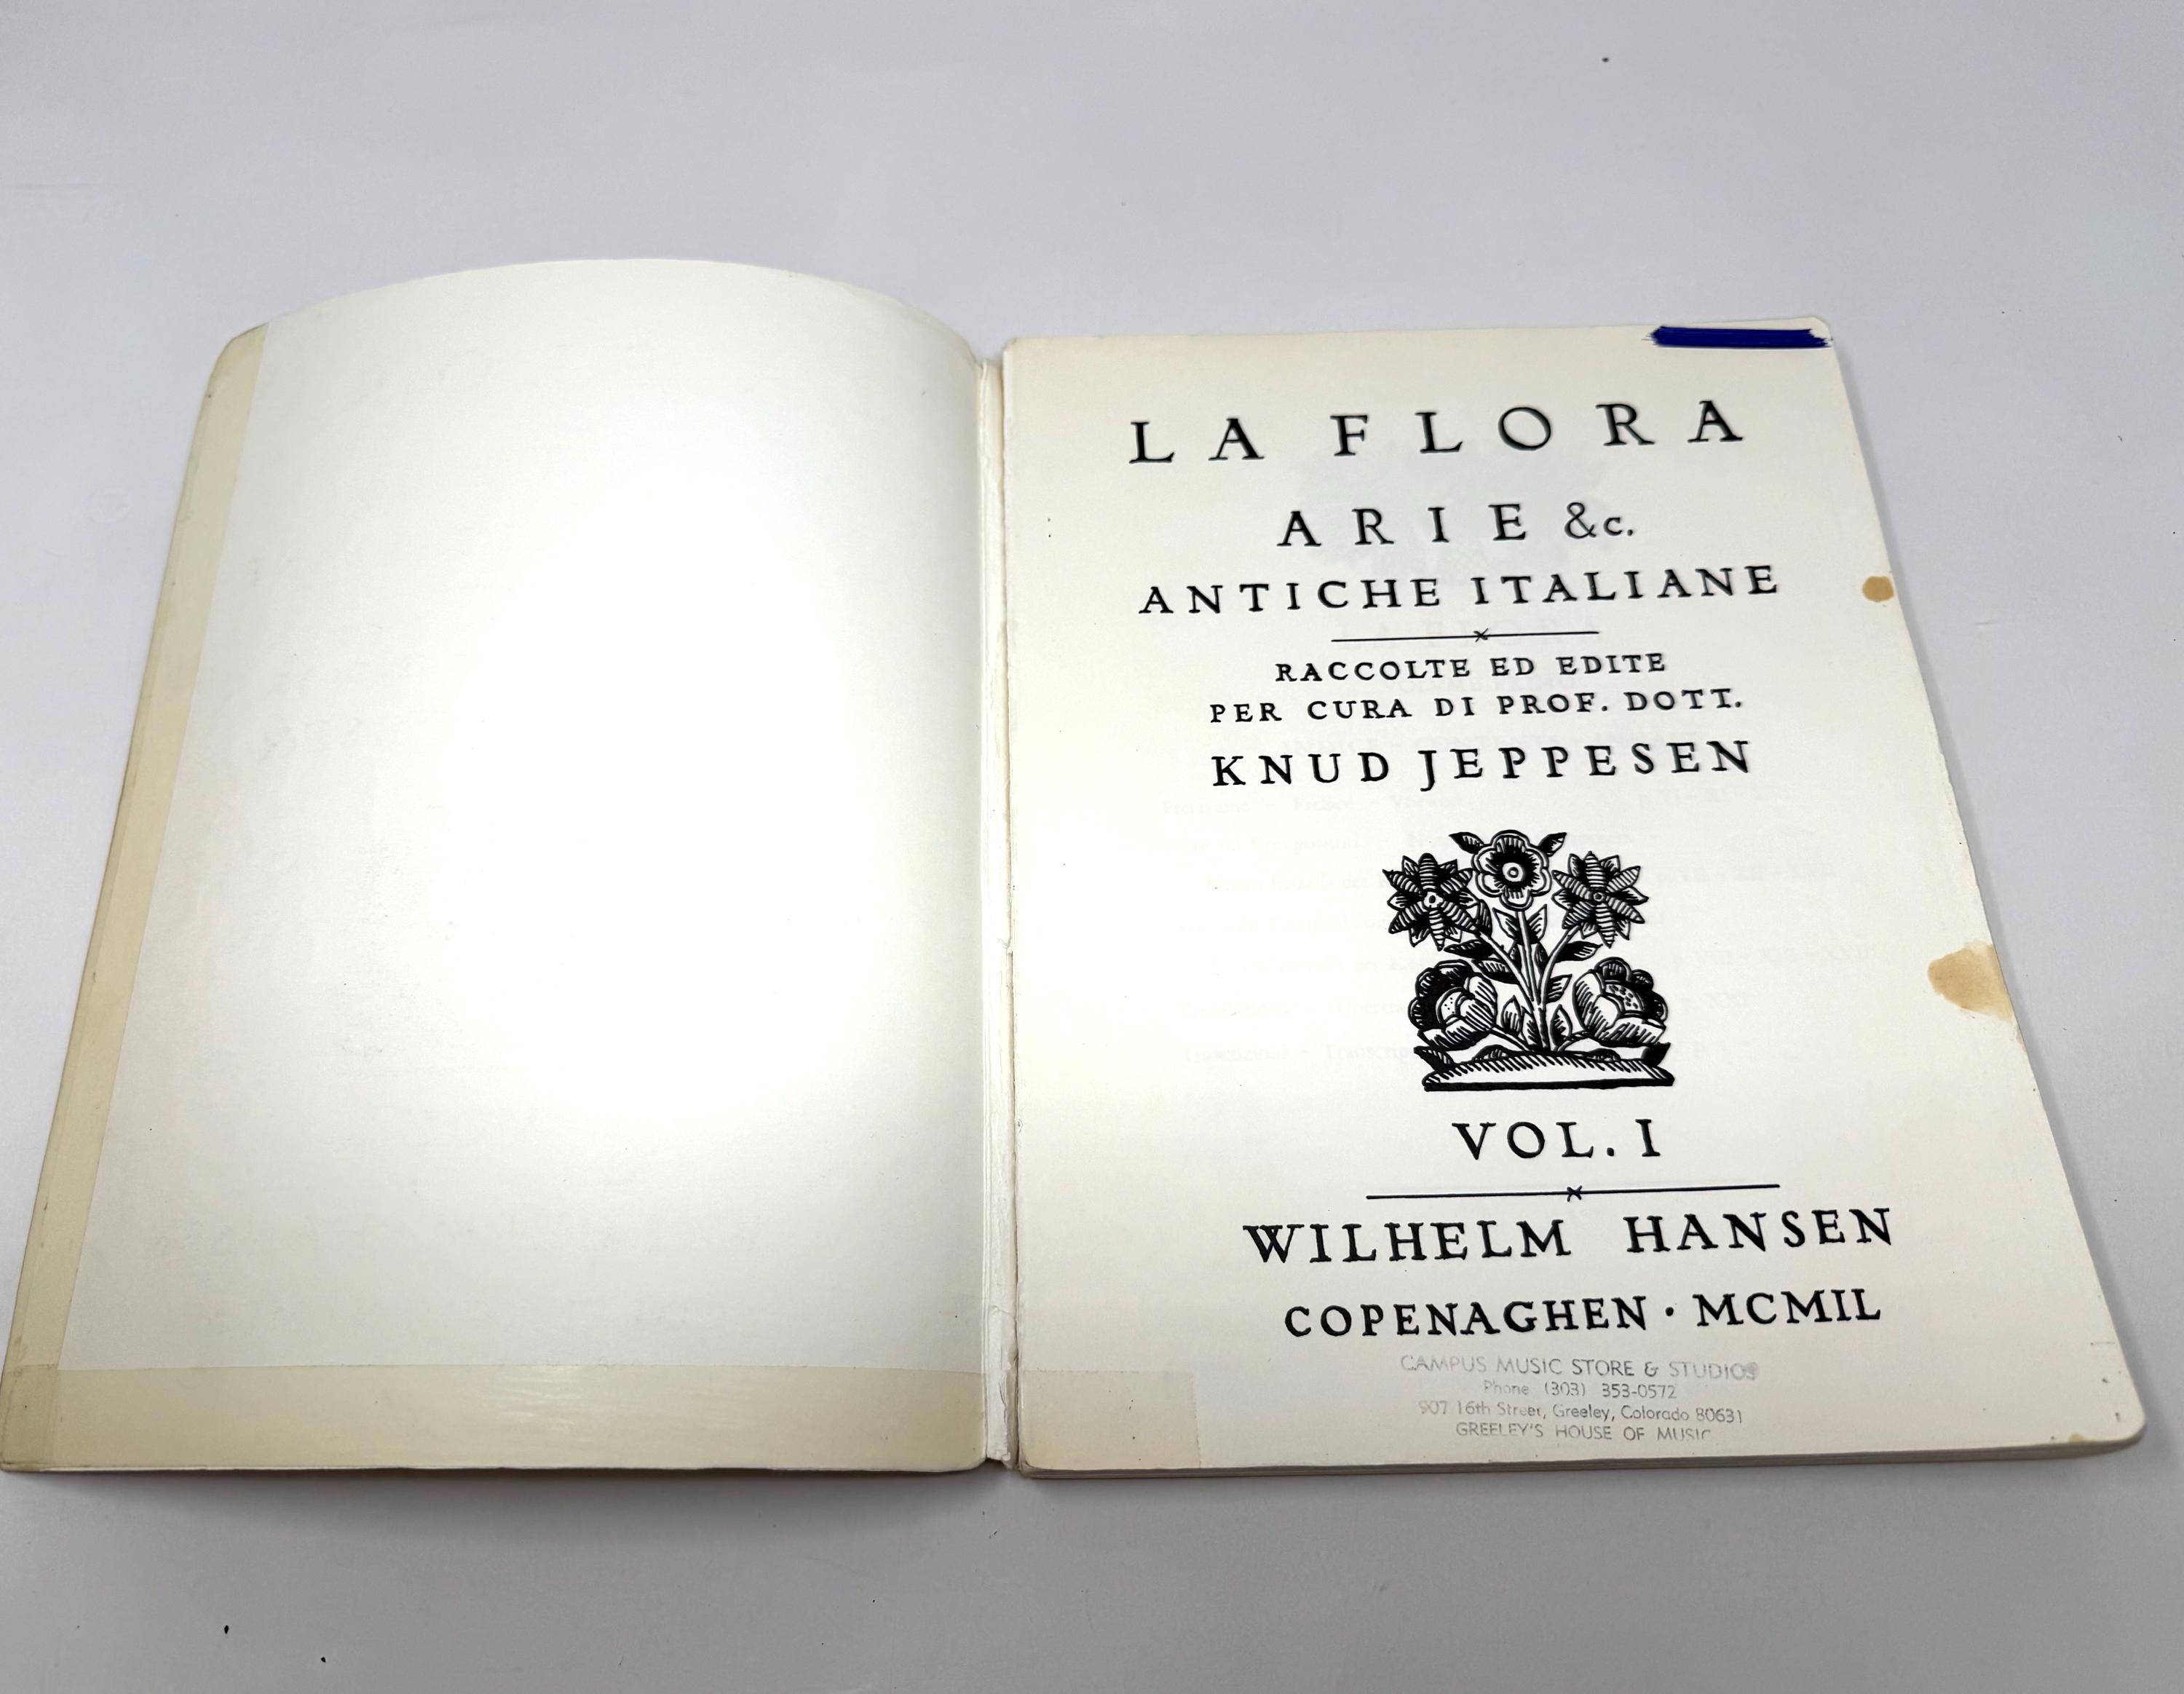 LA FLORA
ARIE &c.
ANTICHE ITALIANE
RACCOLTE ED EDITE
PER CURA DI PROF. DOTT.
KNUD JEPPESEN
VOL. I
WILHELM HANSEN
COPENAGHEN · MCMIL
CAMPUS MUSIC STORE & STUDIOS
Phone (303) 353-0572
907 16th Street, Greeley, Colorado 80631
GREELEY'S HOUSE OF MUSIC